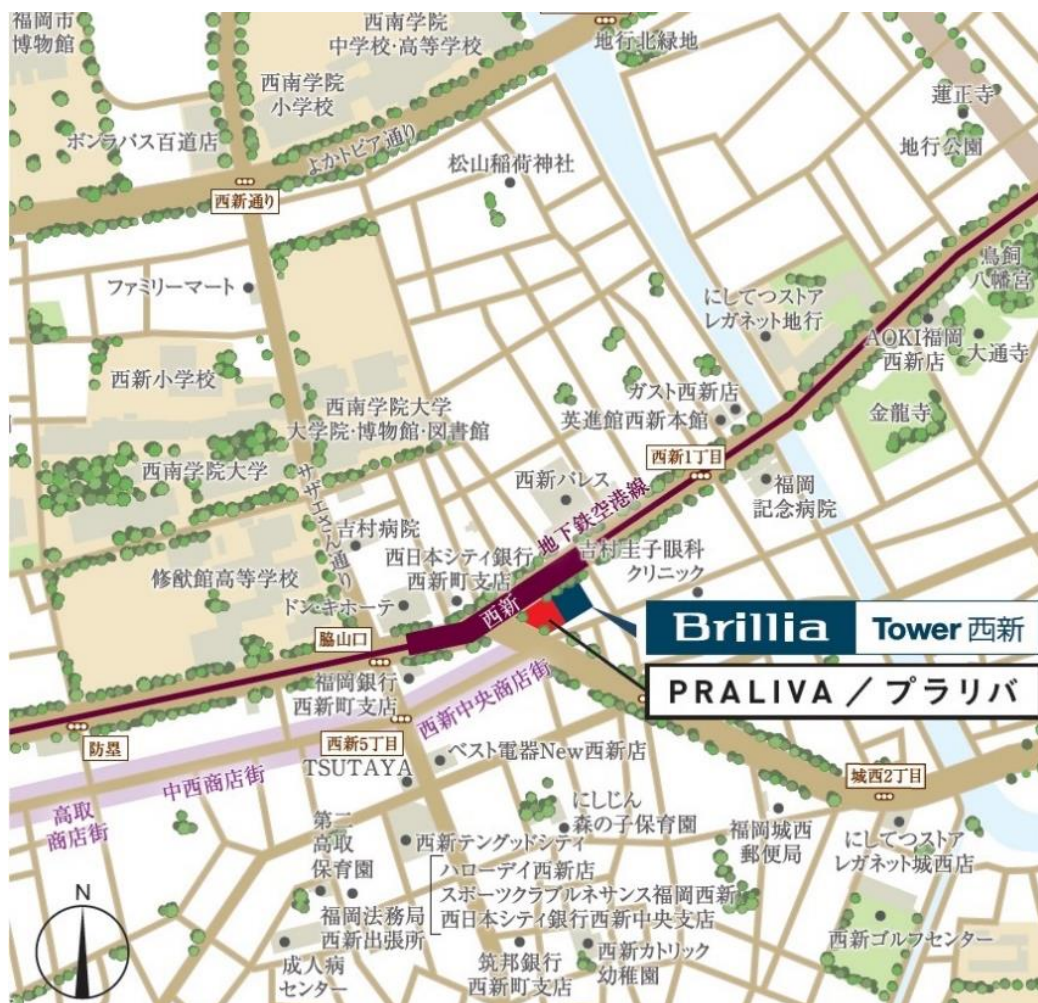 福岡市
博物館
西南学院
中学校・高等学校
地行北緑地
西南学院
小学校
蓮正寺
ボンラパス百道店
よかトピア通り
地行公園
松山稲荷神社
西新通り
鳥飼
八幡宮
ファミリーマート
にしてつストア
レガネット地行
AOKI福岡
西新店
大通寺
西新小学校
ガスト西新店
金龍寺
西南学院大学
大学院・博物館・図書館
英進館西新本館
西新1丁目
西南学院大学
サザエさん通り
西新パレス
福岡
記念病院
地下鉄空港線
吉村病院
西日本シティ銀行
西新町支店
吉村圭子眼科
クリニック
修猷館高等学校
ドン・キホーテ
西新
Brillia Tower 西新
脇山口
PRALIVA / プラリバ
福岡銀行
西新町支店
西新中央商店街
防塁
西新5丁目
ベスト電器New西新店
TSUTAYA
中西商店街
城西2丁目
高取
商店街
第一
高取
保育園
にしじん
森の子保育園
福岡城西
郵便局
にしてつストア
レガネット城西店
西新テングッドシティ
ハローデイ西新店
スポーツクラブルネサンス福岡西新
西日本シティ銀行西新中央支店
N
福岡法務局
西新出張所
西新ゴルフセンター
成人病
センター
筑邦銀行
西新町支店
西新カトリック
幼稚園